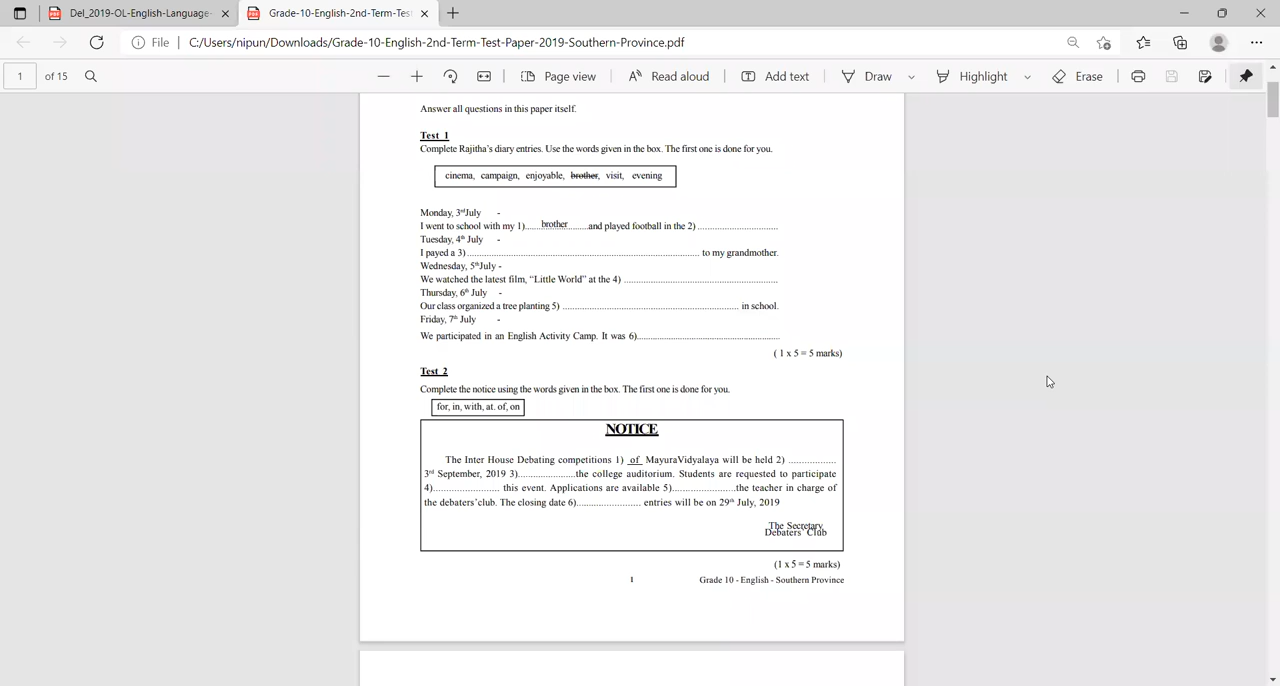 Del_2019-OL-English-Language-
Grade-10-English-2nd-Term-Test
File
C:/Users/nipun/Downloads/Grade-10-English-2nd-Term-Test-Paper-2019-Southern-Province.pdf
1 of 15
Page view
Read aloud
Add text
Draw
Highlight
Erase
Answer all questions in this paper itself.
Test 1
Complete Rajitha's diary entries. Use the words given in the box. The first one is done for you.
cinema, campaign, enjoyable, brother, visit, evening
Monday, 3rdJuly -
I went to school with my 1)......brother.......and played football in the 2) ................................
Tuesday, 4th July -
I payed a 3)................................................................................ to my grandmother.
Wednesday, 5thJuly -
We watched the latest film, “Little World” at the 4) ......................................................
Thursday, 6th July -
Our class organized a tree planting 5) .............................................................. in school.
Friday, 7th July -
We participated in an English Activity Camp. It was 6)..................................................
( 1 x 5 = 5 marks)
Test 2
Complete the notice using the words given in the box. The first one is done for you.
for, in, with, at. of, on
NOTICE
The Inter House Debating competitions 1) of MayuraVidyalaya will be held 2) ..................
3rd September, 2019 3)......................the college auditorium. Students are requested to participate
4)......................... this event. Applications are available 5)........................the teacher in charge of
the debaters'club. The closing date 6)........................ entries will be on 29th July, 2019
The Secretary
Debaters' Club
(1 x 5 = 5 marks)
1 Grade 10 - English - Southern Province